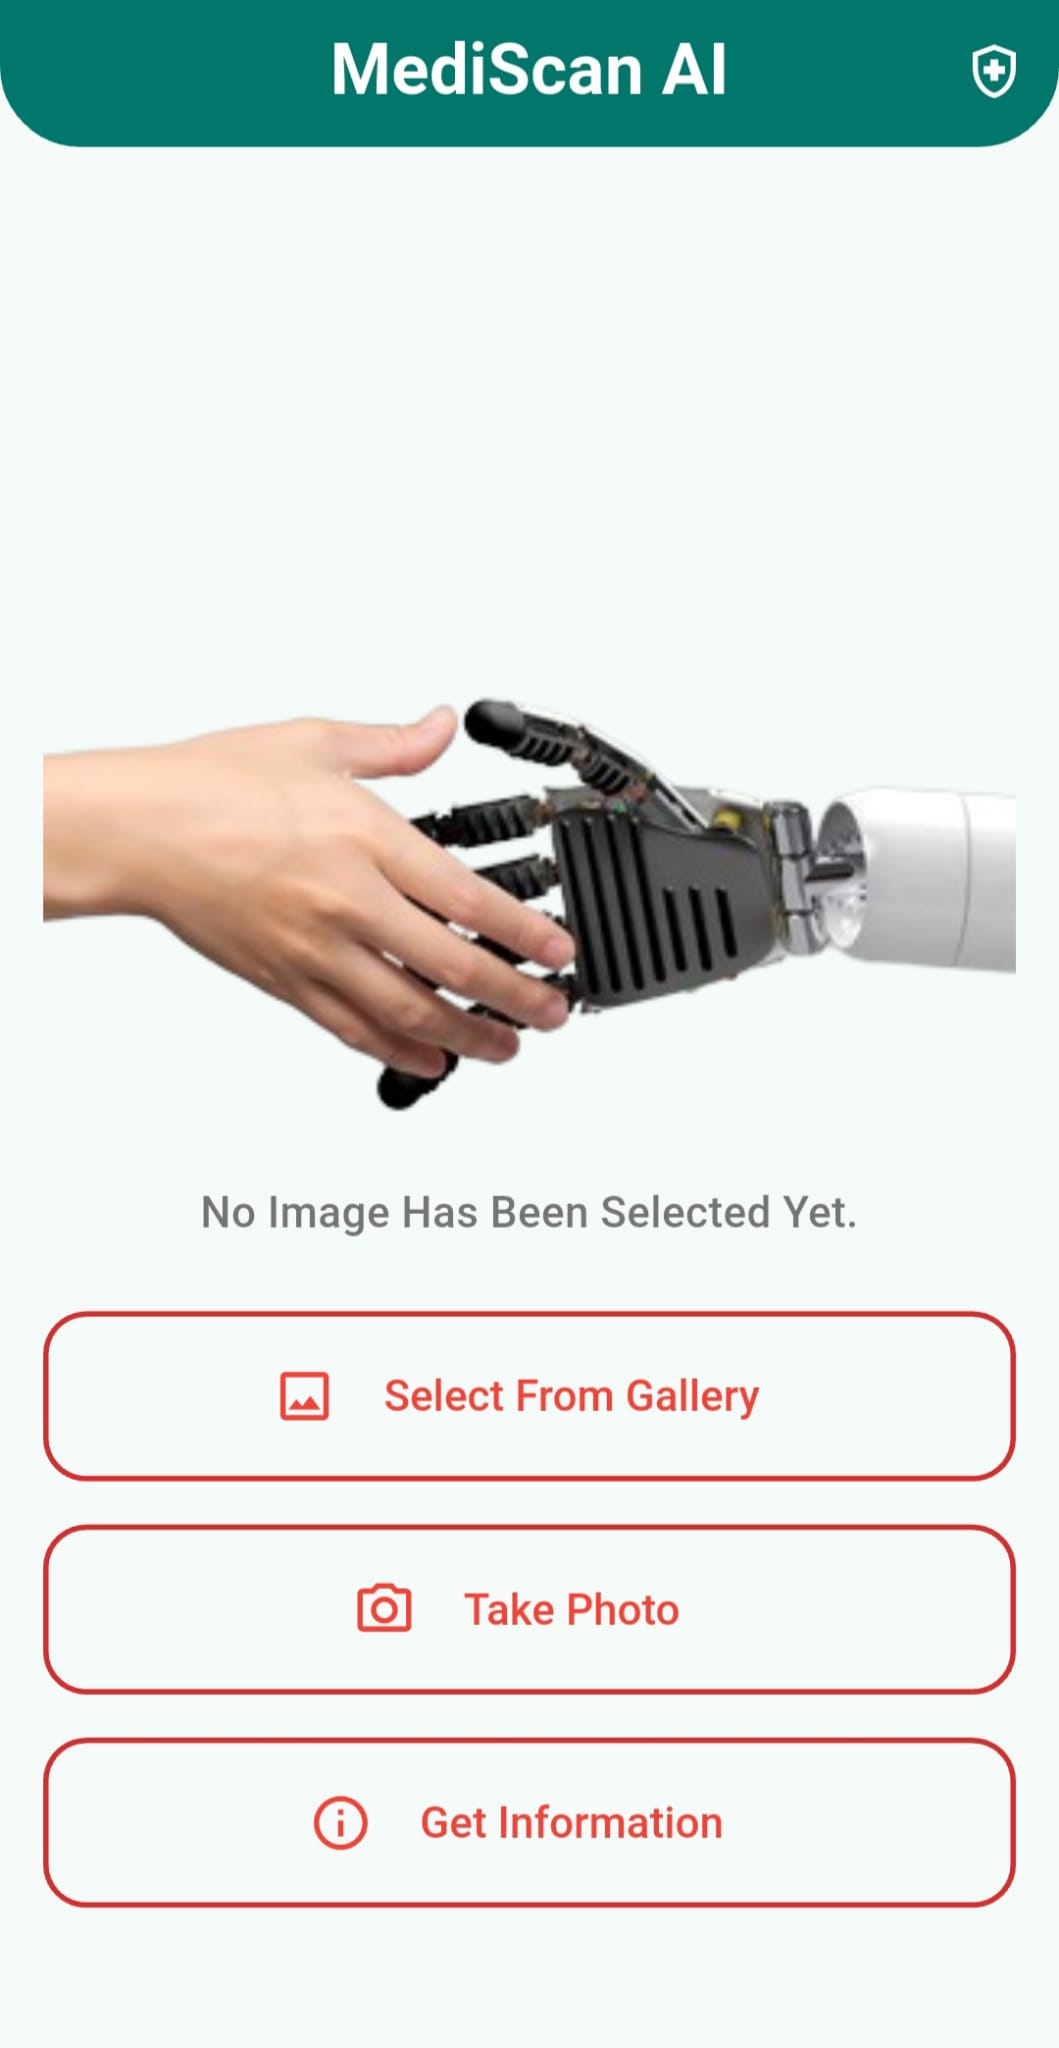 MediScan AI
No Image Has Been Selected Yet.
Select From Gallery
Take Photo
Get Information